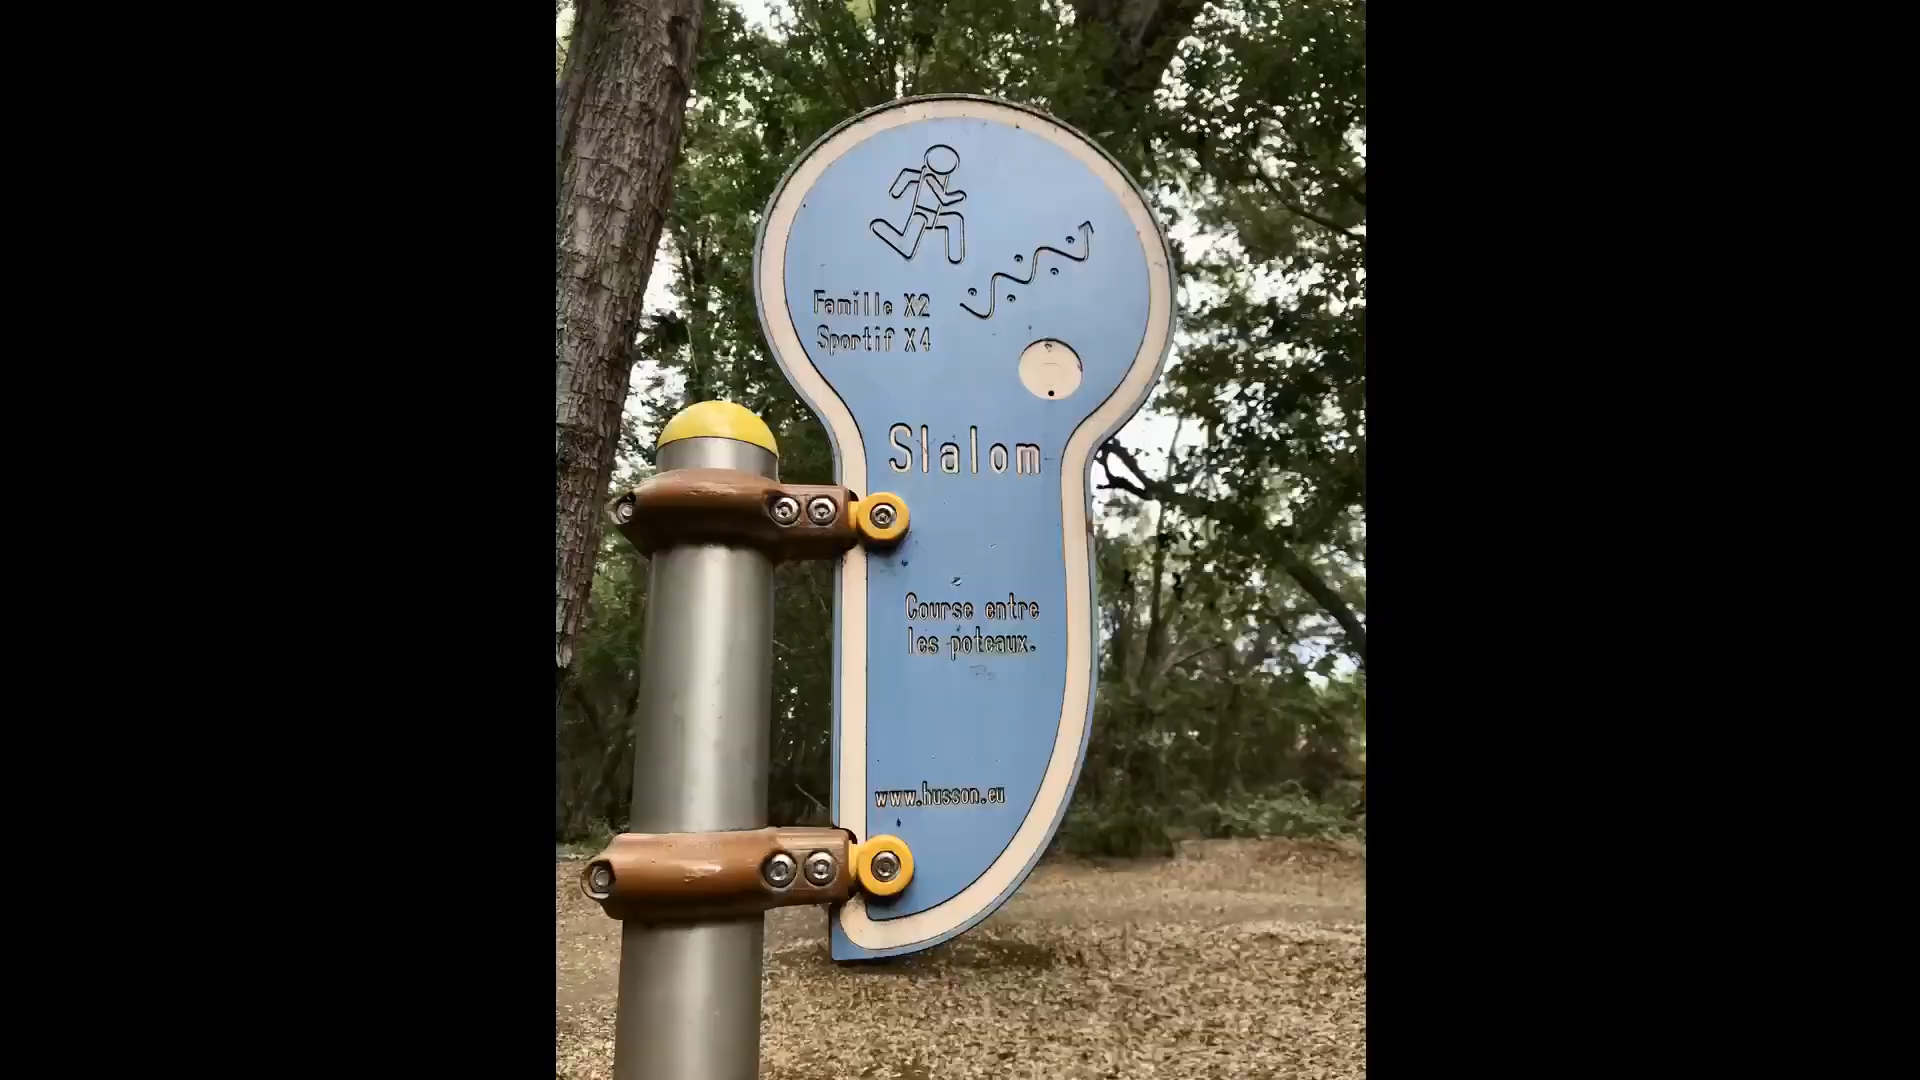 Famille X2
Sportif X4
Slalom
Course entre
les poteaux.
www.husson.eu